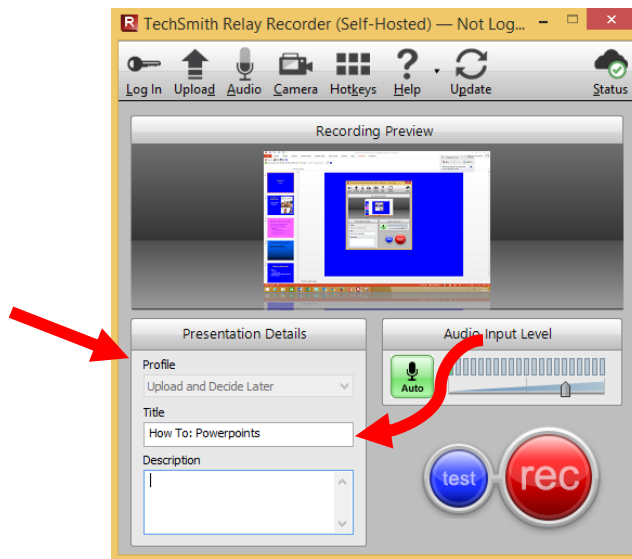 R TechSmith Relay Recorder (Self-Hosted) — Not Log...
Log In Upload Audio Camera Hotkeys Help Update Status
Recording Preview
Presentation Details
Audio Input Level
Profile
Auto
Upload and Decide Later
Title
How To: Powerpoints
Description
test rec